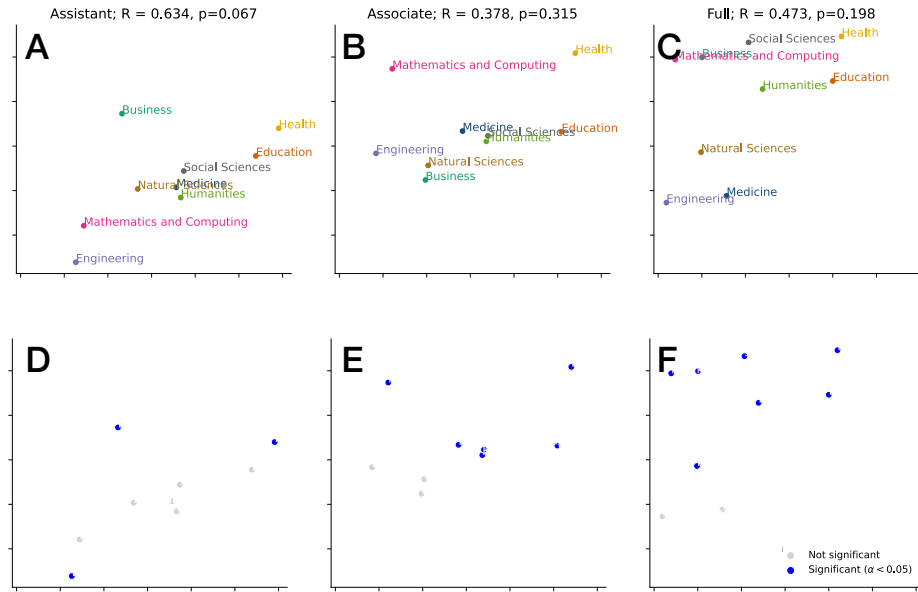 Assistant; R = 0.634, p=0.067
Associate; R = 0.378, p=0.315
Full; R = 0.473, p=0.198
A
Business
Health
Education
Social Sciences
Medicine
Natural Sciences
Humanities
Mathematics and Computing
Engineering
B
Health
Mathematics and Computing
Medicine
Education
Social Sciences
Humanities
Engineering
Natural Sciences
Business
C
Health
Social Sciences
Business
Mathematics and Computing
Education
Humanities
Natural Sciences
Medicine
Engineering
D
E
F
Not significant
Significant (α < 0.05)